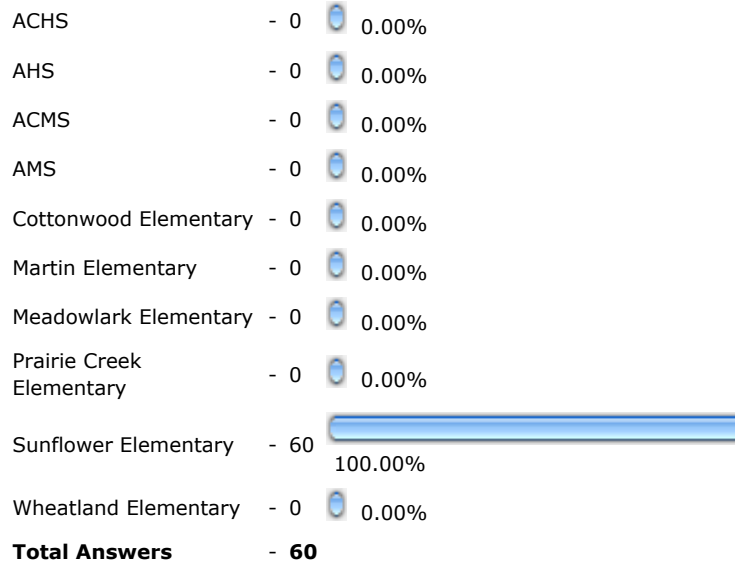 ACHS - 0 0.00%
AHS - 0 0.00%
ACMS - 0 0.00%
AMS - 0 0.00%
Cottonwood Elementary - 0 0.00%
Martin Elementary - 0 0.00%
Meadowlark Elementary - 0 0.00%
Prairie Creek
Elementary - 0 0.00%
Sunflower Elementary - 60
100.00%
Wheatland Elementary - 0 0.00%
Total Answers - 60